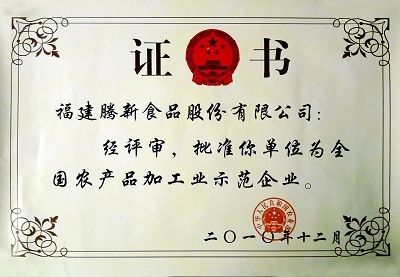 证 书
福建腾新食品股份有限公司：
经评审，批准你单位为全
国农产品加工业示范企业。
二〇一〇年十二月